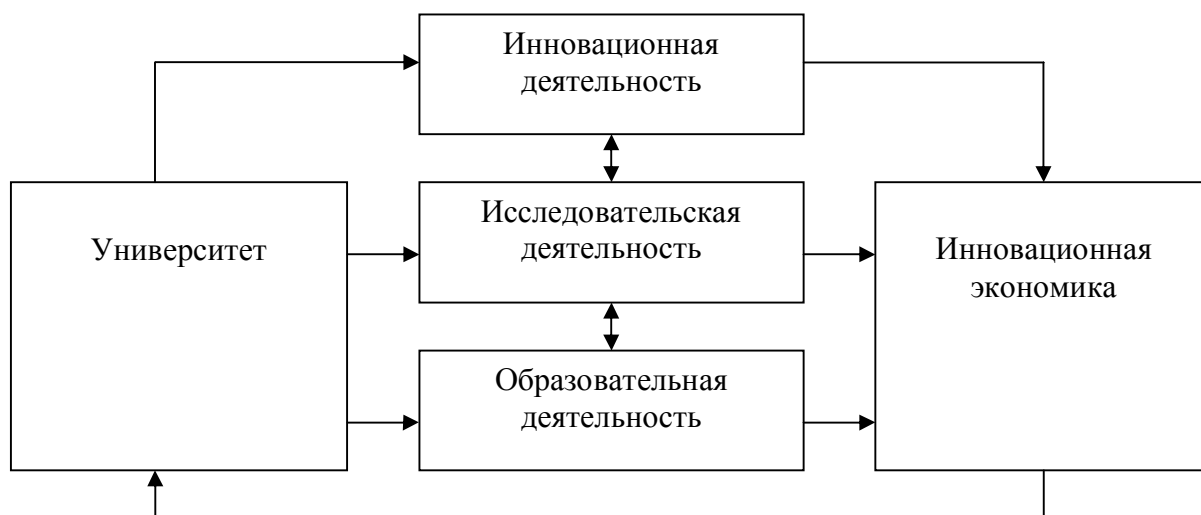 Инновационная
деятельность
Исследовательская
деятельность
Университет
Инновационная
экономика
Образовательная
деятельность